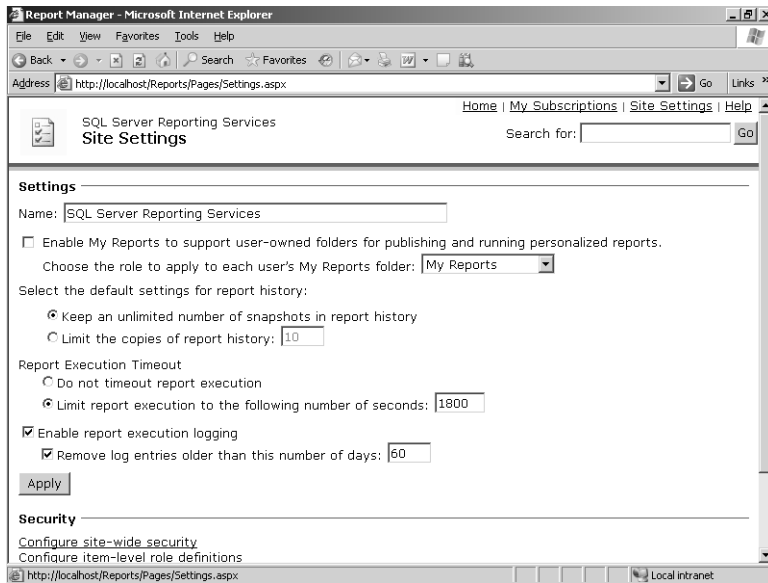 Report Manager - Microsoft Internet Explorer
File Edit View Favorites Tools Help
Back Search Favorites
Address http://localhost/Reports/Pages/Settings.aspx Go Links »
Home | My Subscriptions | Site Settings | Help
SQL Server Reporting Services
Site Settings
Search for: Go
Settings
Name: SQL Server Reporting Services
Enable My Reports to support user-owned folders for publishing and running personalized reports.
Choose the role to apply to each user's My Reports folder: My Reports
Select the default settings for report history:
Keep an unlimited number of snapshots in report history
Limit the copies of report history: 10
Report Execution Timeout
Do not timeout report execution
Limit report execution to the following number of seconds: 1800
Enable report execution logging
Remove log entries older than this number of days: 60
Apply
Security
Configure site-wide security
Configure item-level role definitions
http://localhost/Reports/Pages/Settings.aspx Local intranet